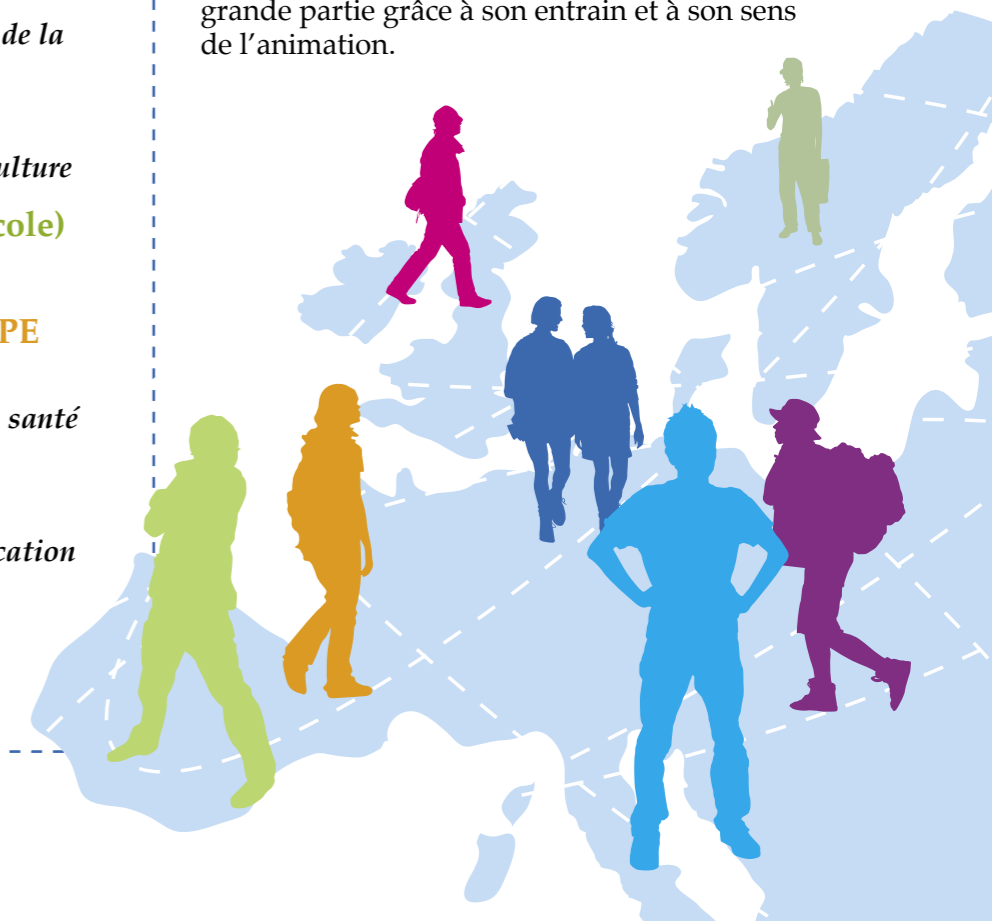 de la
ulture
cole)
PE
santé
cation
grande partie grâce à son entrain et à son sens
de l’animation.